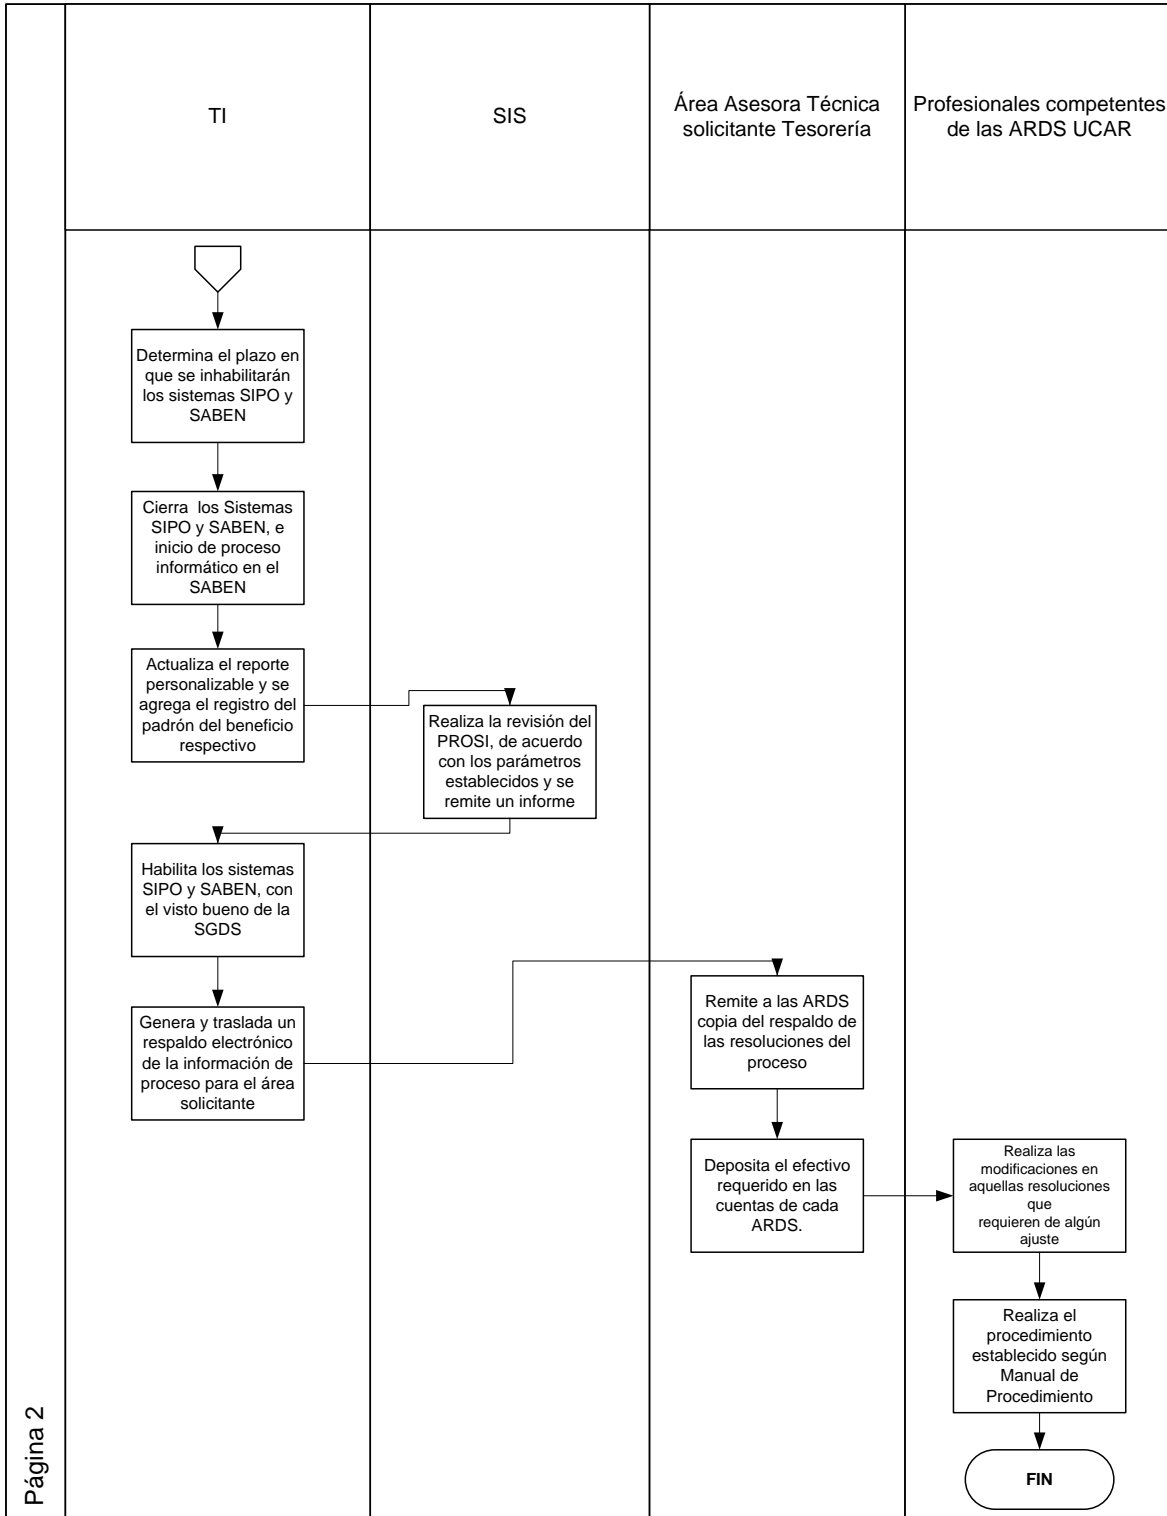 TI
SIS
Área Asesora Técnica
solicitante Tesorería
Profesionales competentes
de las ARDS UCAR
Determina el plazo en
que se inhabilitarán
los sistemas SIPO y
SABEN
Cierra los Sistemas
SIPO y SABEN, e
inicio de proceso
informático en el
SABEN
Actualiza el reporte
personalizable y se
agrega el registro del
padrón del beneficio
respectivo
Realiza la revisión del
PROSI, de acuerdo
con los parámetros
establecidos y se
remite un informe
Habilita los sistemas
SIPO y SABEN, con
el visto bueno de la
SGDS
Genera y traslada un
respaldo electrónico
de la información de
proceso para el área
solicitante
Remite a las ARDS
copia del respaldo de
las resoluciones del
proceso
Deposita el efectivo
requerido en las
cuentas de cada
ARDS.
Realiza las
modificaciones en
aquellas resoluciones
que
requieren de algún
ajuste
Realiza el
procedimiento
establecido según
Manual de
Procedimiento
FIN
Página 2